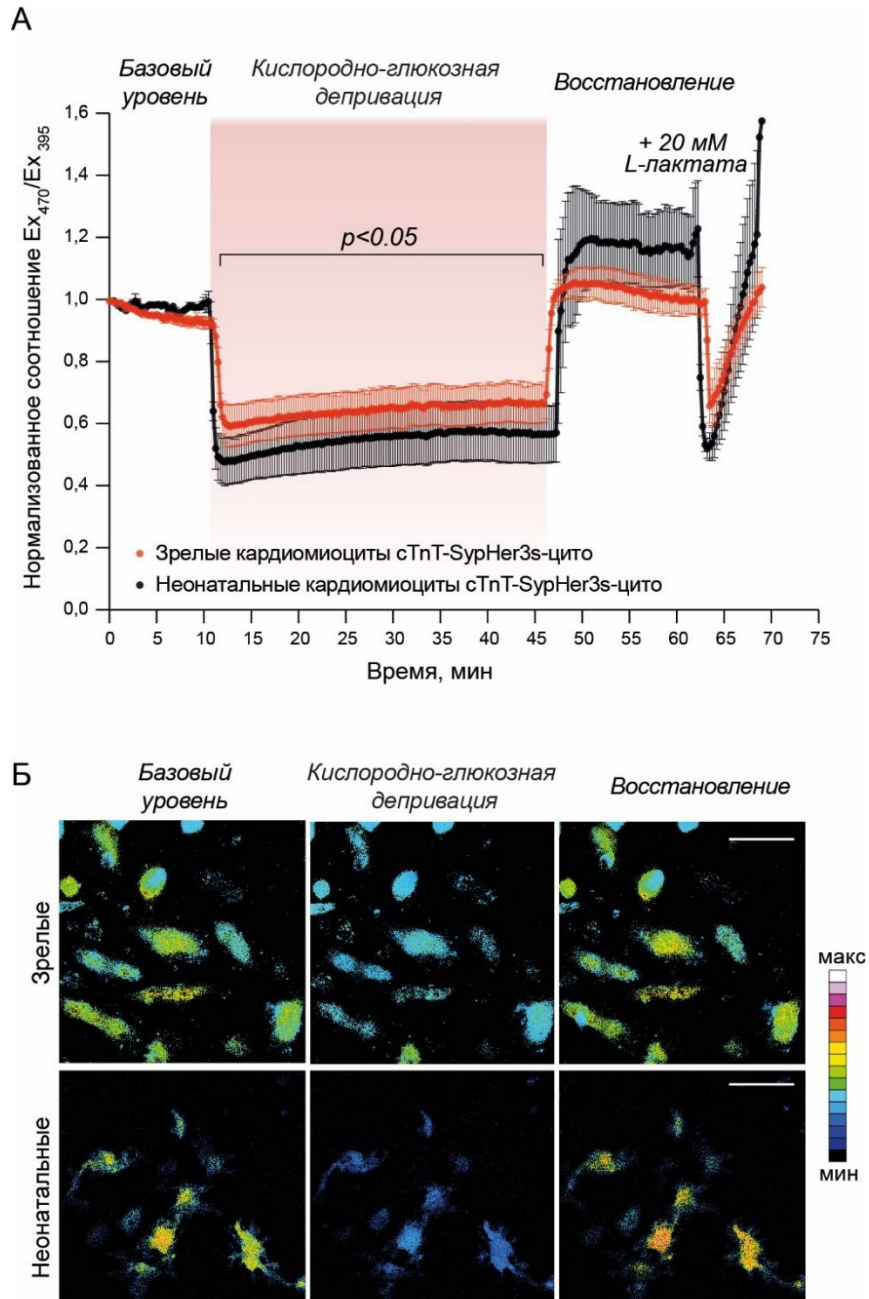 А
Базовый
уровень
Кислородно-глюкозная
депривация
Восстановление
Нормализованное соотношение Ex470/Ex395
1,6
1,4
1,2
1,0
0,8
0,6
0,4
0,2
0,0
+ 20 мМ
L-лактата
p<0.05
Зрелые кардиомиоциты cTnT-SypHer3s-цито
Неонатальные кардиомиоциты cTnT-SypHer3s-цито
0 5 10 15 20 25 30 35 40 45 50 55 60 65 70 75
Время, мин
Б
Базовый
уровень
Кислородно-глюкозная
депривация
Восстановление
Зрелые
Неонатальные
макс
мин